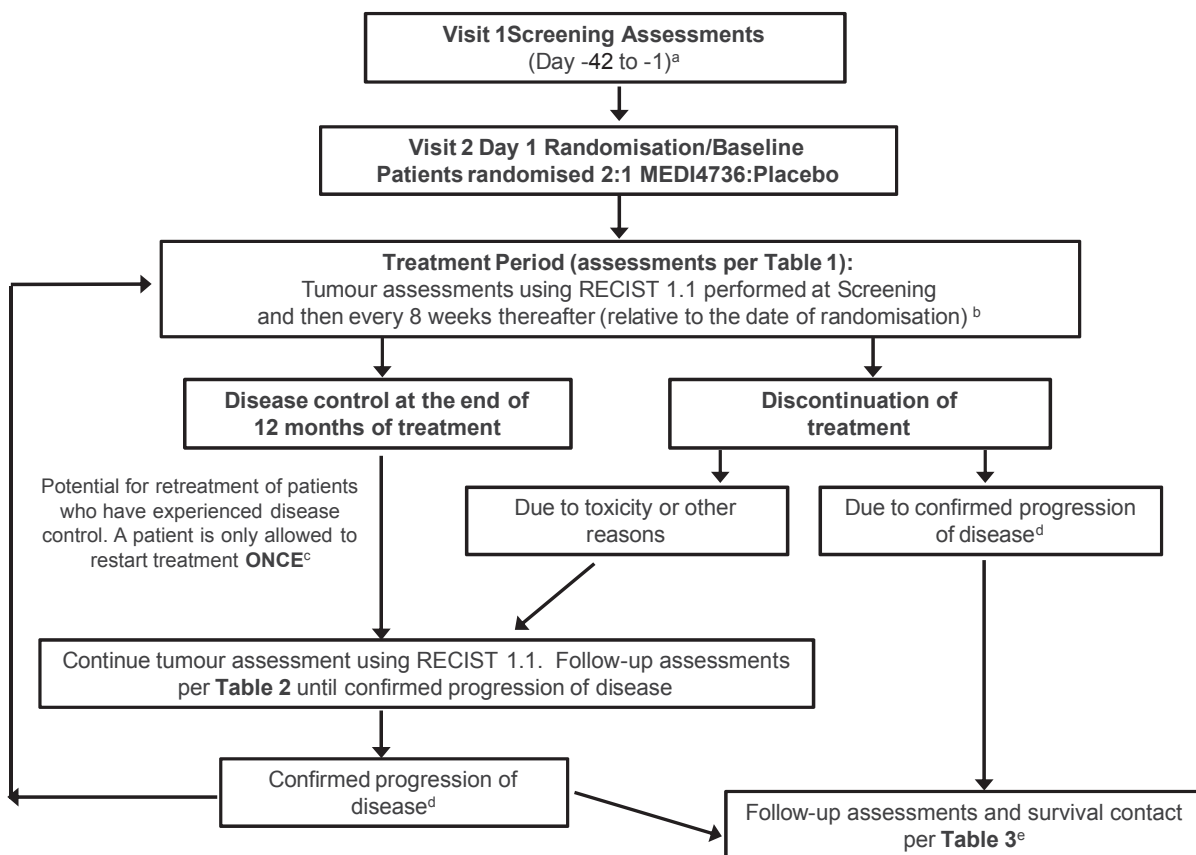 Visit 1Screening Assessments
(Day -42 to -1)a
Visit 2 Day 1 Randomisation/Baseline
Patients randomised 2:1 MEDI4736:Placebo
Treatment Period (assessments per Table 1):
Tumour assessments using RECIST 1.1 performed at Screening
and then every 8 weeks thereafter (relative to the date of randomisation) b
Disease control at the end of
12 months of treatment
Discontinuation of
treatment
Potential for retreatment of patients
who have experienced disease
control. A patient is only allowed to
restart treatment ONCEc
Due to toxicity or other
reasons
Due to confirmed progression
of diseased
Continue tumour assessment using RECIST 1.1. Follow-up assessments
per Table 2 until confirmed progression of disease
Confirmed progression of
diseased
Follow-up assessments and survival contact
per Table 3e